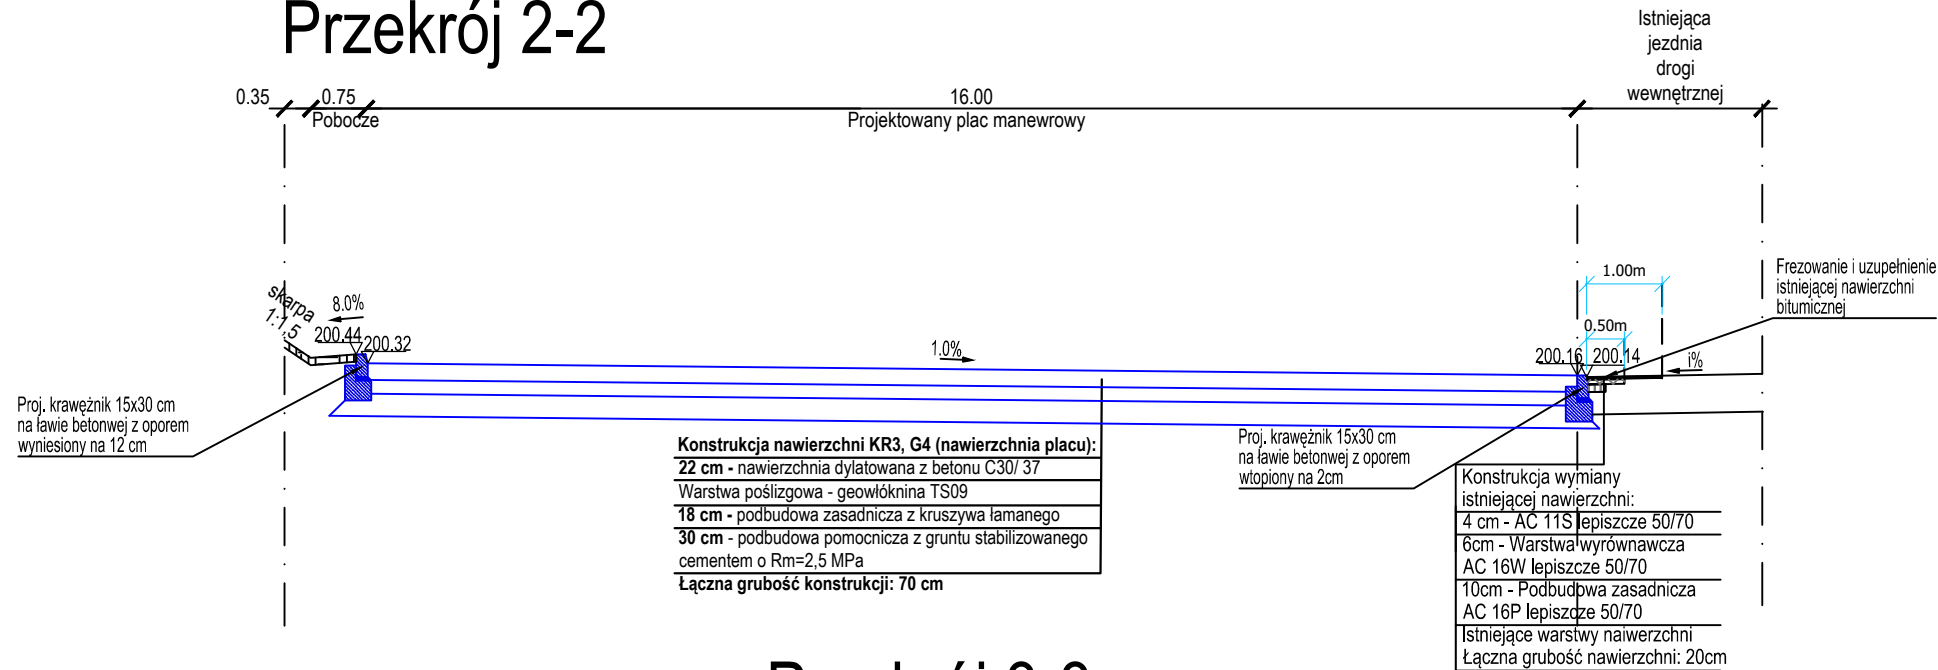 Przekrój 2-2
Istniejąca
jezdnia
drogi
wewnętrznej
0.35
0.75
16.00
Pobocze
Projektowany plac manewrowy
skarpa
1:1,5
8.0%
200.44
200.32
1.0%
1.00m
0.50m
200.16
200.14
i%
Frezowanie i uzupełnienie
istniejącej nawierzchni
bitumicznej
Proj. krawężnik 15x30 cm
na ławie betonwej z oporem
wyniesiony na 12 cm
Konstrukcja nawierzchni KR3, G4 (nawierzchnia placu):
22 cm - nawierzchnia dylatowana z betonu C30/ 37
Warstwa poślizgowa - geowłóknina TS09
18 cm - podbudowa zasadnicza z kruszywa łamanego
30 cm - podbudowa pomocnicza z gruntu stabilizowanego
cementem o Rm=2,5 MPa
Łączna grubość konstrukcji: 70 cm
Proj. krawężnik 15x30 cm
na ławie betonwej z oporem
wtopiony na 2cm
Konstrukcja wymiany
istniejącej nawierzchni:
4 cm - AC 11S lepiszcze 50/70
6cm - Warstwa wyrównawcza
AC 16W lepiszcze 50/70
10cm - Podbudowa zasadnicza
AC 16P lepiszcze 50/70
Istniejące warstwy naiwerzchni
Łączna grubość nawierzchni: 20cm